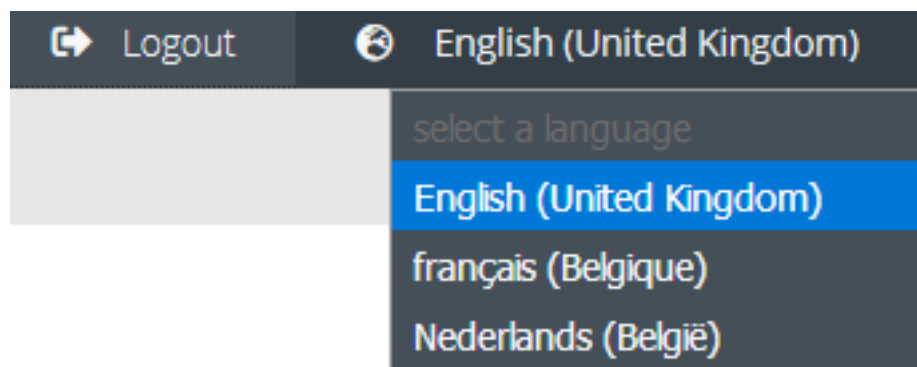 Logout English (United Kingdom)
select a language
English (United Kingdom)
français (Belgique)
Nederlands (België)